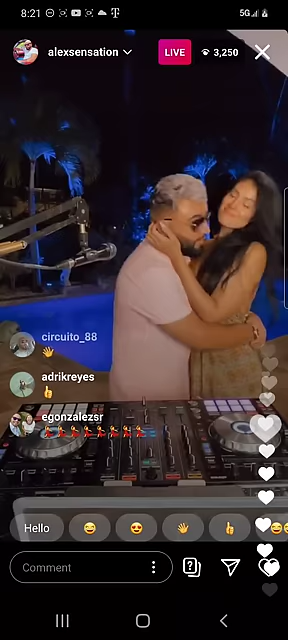 8:21
5G
alexsensation
LIVE
3,250
circuito_88
adrikreyes
egonzalezsr
Hello
Comment